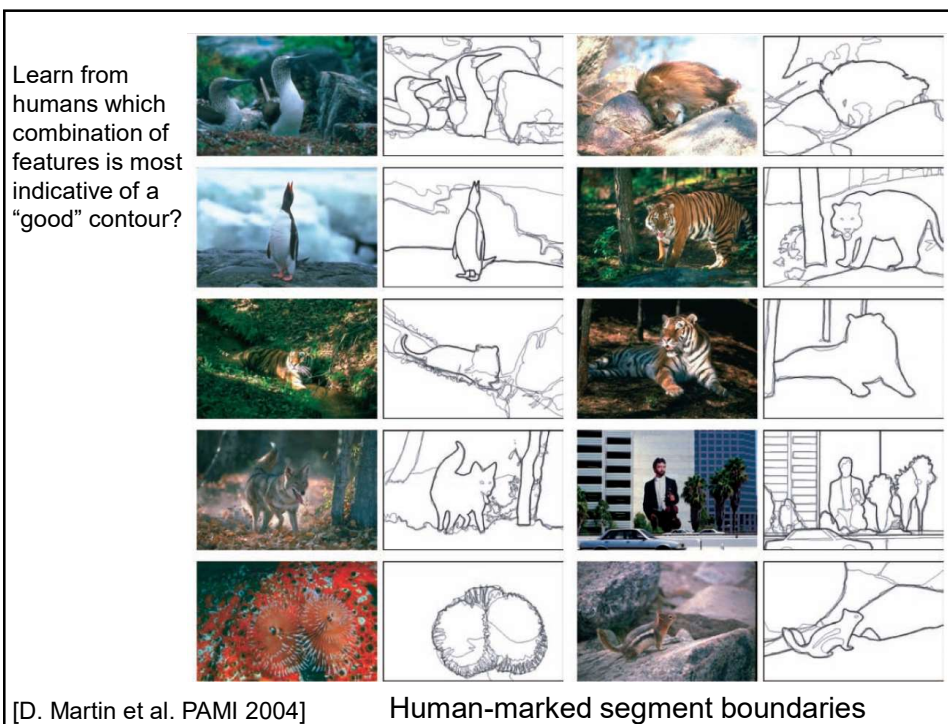 Learn from
humans which
combination of
features is most
indicative of a
“good” contour?
[D. Martin et al. PAMI 2004]
Human-marked segment boundaries